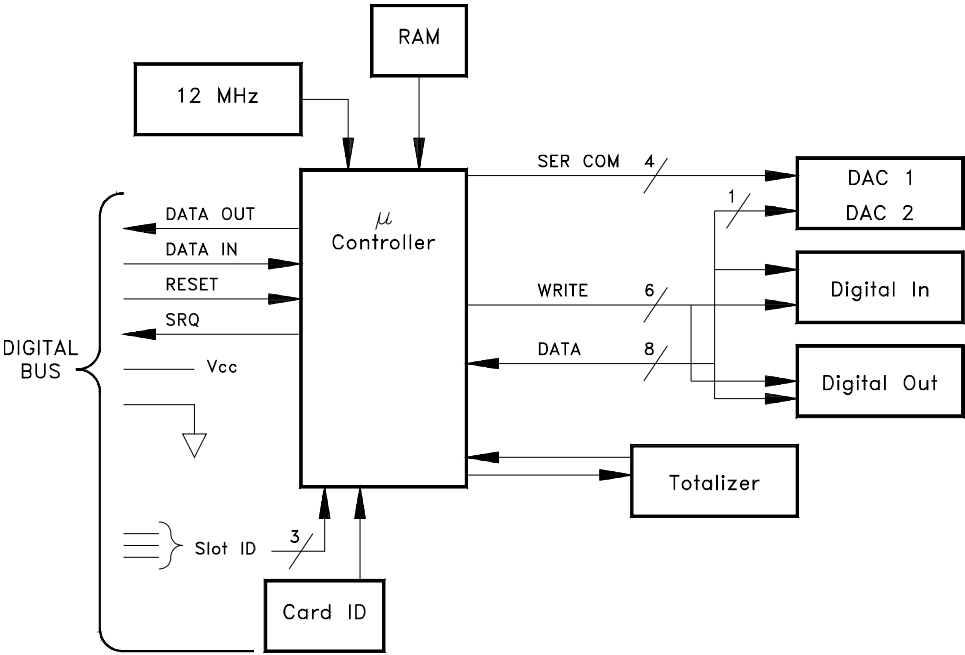 RAM
12 MHz
SER COM 4
DAC 1
1
DAC 2
μ
Controller
DATA OUT
DATA IN
RESET
SRQ
Vcc
DIGITAL
BUS
WRITE 6
DATA 8
Digital In
Digital Out
Totalizer
Slot ID 3
Card ID